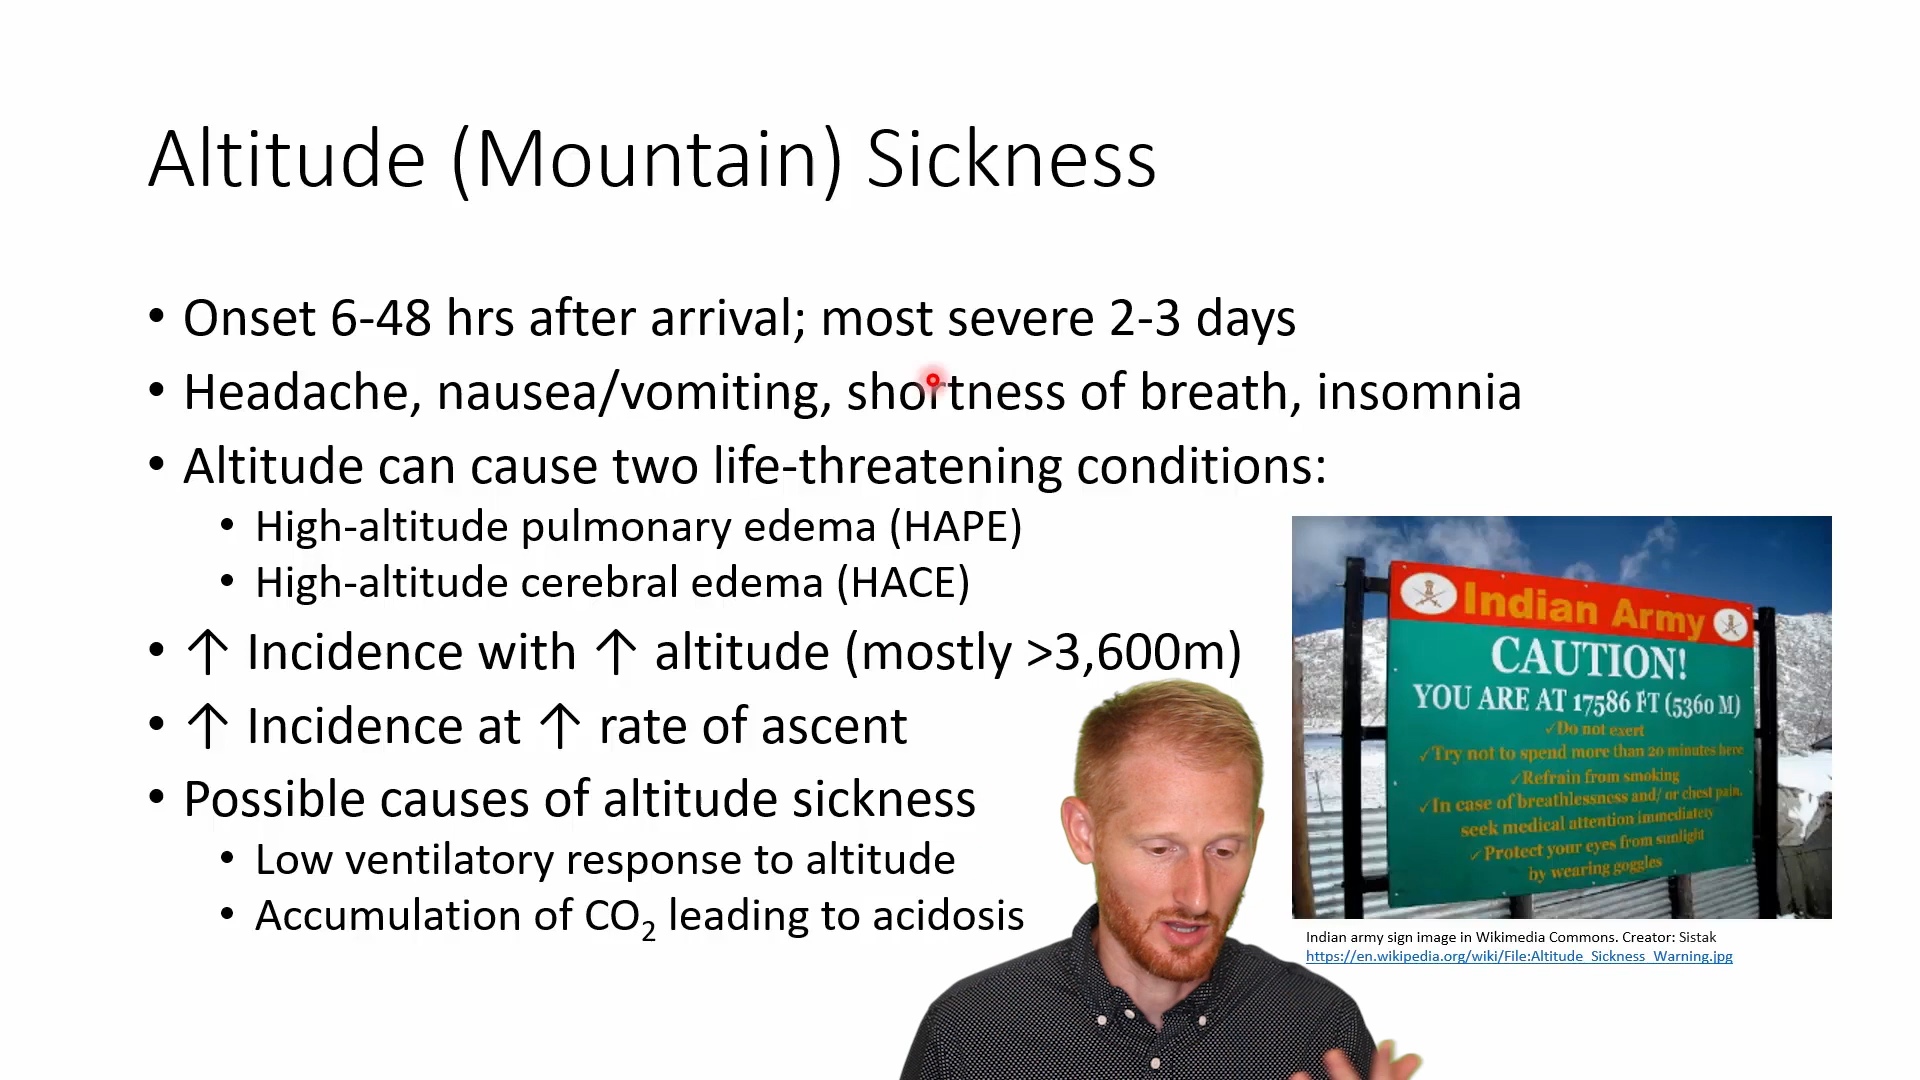 Altitude (Mountain) Sickness
• Onset 6-48 hrs after arrival; most severe 2-3 days
• Headache, nausea/vomiting, shortness of breath, insomnia
• Altitude can cause two life-threatening conditions:
• High-altitude pulmonary edema (HAPE)
• High-altitude cerebral edema (HACE)
• ↑ Incidence with ↑ altitude (mostly >3,600m)
• ↑ Incidence at ↑ rate of ascent
• Possible causes of altitude sickness
• Low ventilatory response to altitude
• Accumulation of CO₂ leading to acidosis
Indian Army
CAUTION!
YOU ARE AT 17586 FT (5360 M)
✓Do not exert
✓Try not to spend more than 20 minutes here
✓Refrain from smoking
✓In case of breathlessness and/ or chest pain,
seek medical attention immediately
✓Protect your eyes from sunlight
by wearing goggles
Indian army sign image in Wikimedia Commons. Creator: Sistak
https://en.wikipedia.org/wiki/File:Altitude_Sickness_Warning.jpg